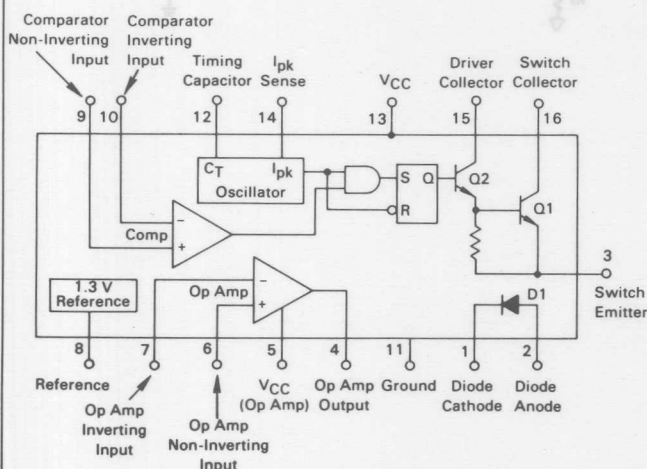 Comparator
Non-Inverting
Input
Comparator
Inverting
Input
Timing
Capacitor
Ipk
Sense
VCC
Driver
Collector
Switch
Collector
9
10
12
14
13
15
16
CT
Ipk
Oscillator
S
Q
R
Q2
Q1
Comp
-
+
3
Switch
Emitter
1.3 V
Reference
Op Amp
-
+
D1
8
7
6
5
4
11
1
2
Reference
Op Amp
Inverting
Input
Op Amp
Non-Inverting
Input
VCC
(Op Amp)
Op Amp
Output
Ground
Diode
Cathode
Diode
Anode